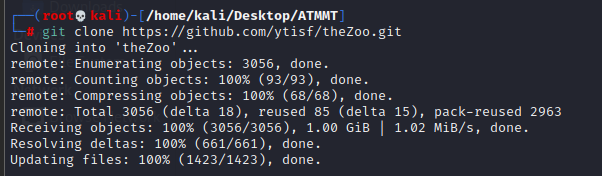 (root💀kali)-[/home/kali/Desktop/ATMMT]
# git clone https://github.com/ytisf/theZoo.git
Cloning into 'theZoo'...
remote: Enumerating objects: 3056, done.
remote: Counting objects: 100% (93/93), done.
remote: Compressing objects: 100% (68/68), done.
remote: Total 3056 (delta 18), reused 85 (delta 15), pack-reused 2963
Receiving objects: 100% (3056/3056), 1.00 GiB | 1.02 MiB/s, done.
Resolving deltas: 100% (661/661), done.
Updating files: 100% (1423/1423), done.